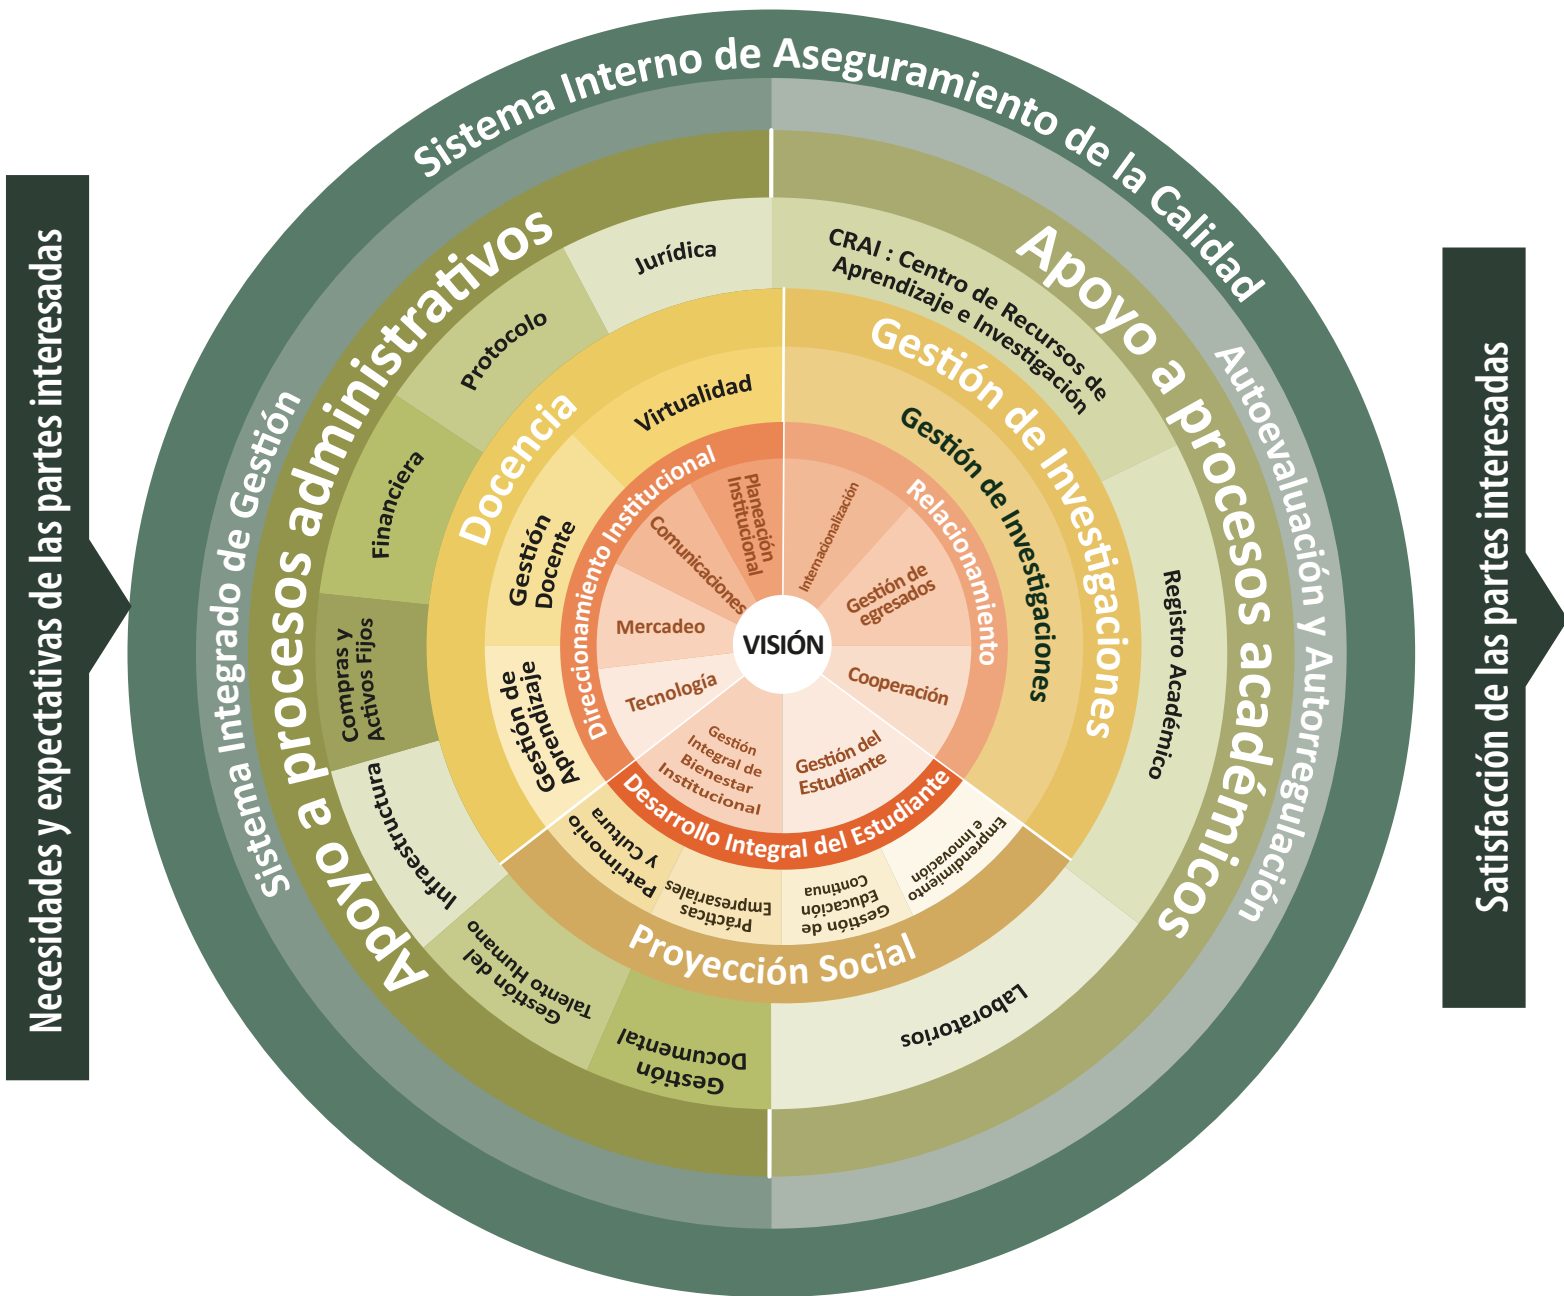 Necesidades y expectativas de las partes interesadas
Sistema Interno de Aseguramiento de la Calidad
Sistema Integrado de Gestión
Autoevaluación y Autorregulación
Apoyo a procesos administrativos
Jurídica
Protocolo
Financiera
Compras y
Activos Fijos
Infraestructura
Gestión del
Talento Humano
Gestión
Documental
Apoyo a procesos académicos
CRAI : Centro de Recursos de
Aprendizaje e Investigación
Registro Académico
Laboratorios
Docencia
Virtualidad
Gestión
Docente
Gestión de
Aprendizaje
Gestión de Investigaciones
Gestión de Investigaciones
Proyección Social
Patrimonio
y Cultura
Prácticas
Empresariales
Gestión de
Educación
Continua
Emprendimiento
e Innovación
Direccionamiento Institucional
Planeación
Institucional
Comunicaciones
Mercadeo
Tecnología
Relacionamiento
Internacionalización
Gestión de
egresados
Cooperación
Desarrollo Integral del Estudiante
Gestión
Integral de
Bienestar
Institucional
Gestión del
Estudiante
VISIÓN
Satisfacción de las partes interesadas